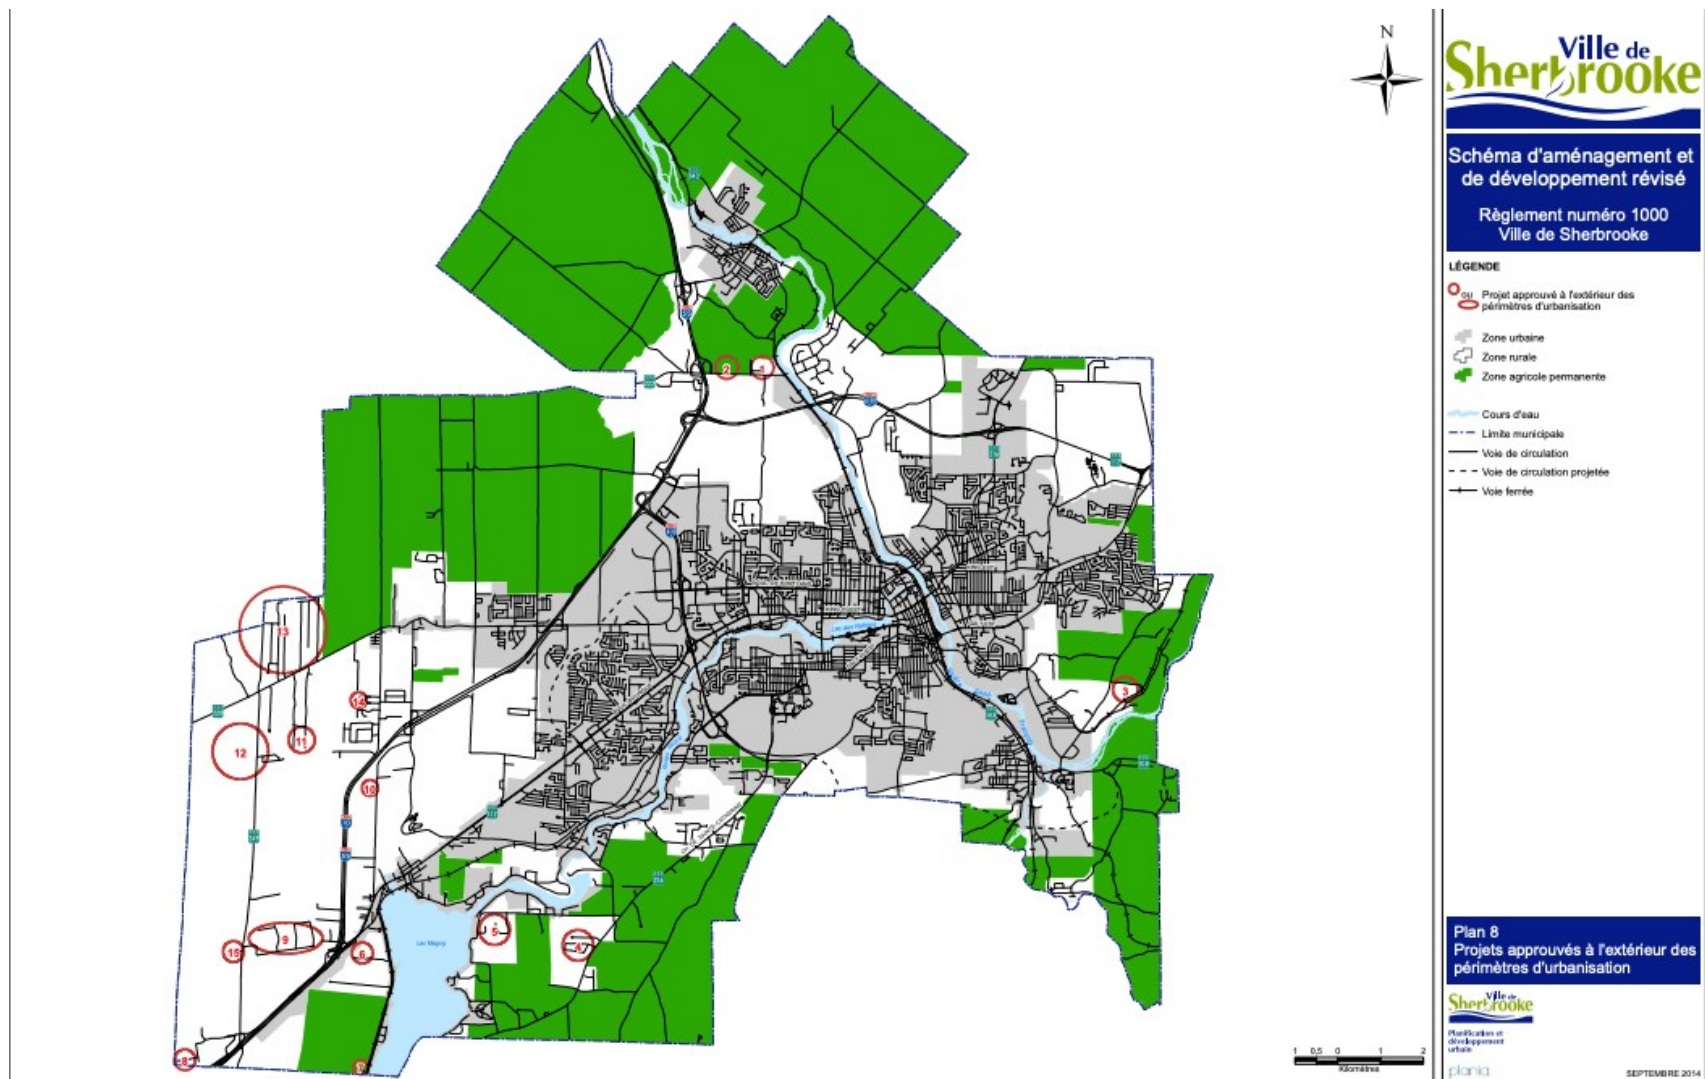 N
Ville de
Sherbrooke
Schéma d'aménagement et
de développement révisé
Règlement numéro 1000
Ville de Sherbrooke
LÉGENDE
ou
Projet approuvé à l'extérieur des
périmètres d'urbanisation
Zone urbaine
Zone rurale
Zone agricole permanente
Cours d'eau
Limite municipale
Voie de circulation
Voie de circulation projetée
Voie ferrée
2
1
13
14
3
12
11
10
9
5
4
15
6
8
Lac Magog
Lac des Nations
Plan 8
Projets approuvés à l'extérieur des
périmètres d'urbanisation
Ville de
Sherbrooke
Planification et
développement
urbain
plania
1 0,5 0 1 2
Kilomètres
SEPTEMBRE 2014